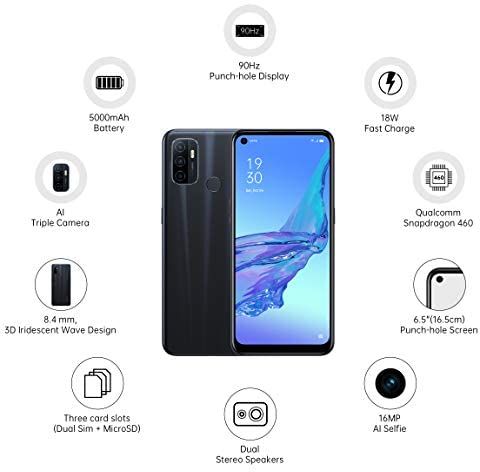 90Hz
90Hz
Punch-hole Display
5000mAh
Battery
18W
Fast Charge
AI
Triple Camera
19
30
460
Qualcomm
Snapdragon 460
8.4 mm,
3D Iridescent Wave Design
6.5"(16.5cm)
Punch-hole Screen
Three card slots
(Dual Sim + MicroSD)
Dual
Stereo Speakers
16MP
AI Selfie